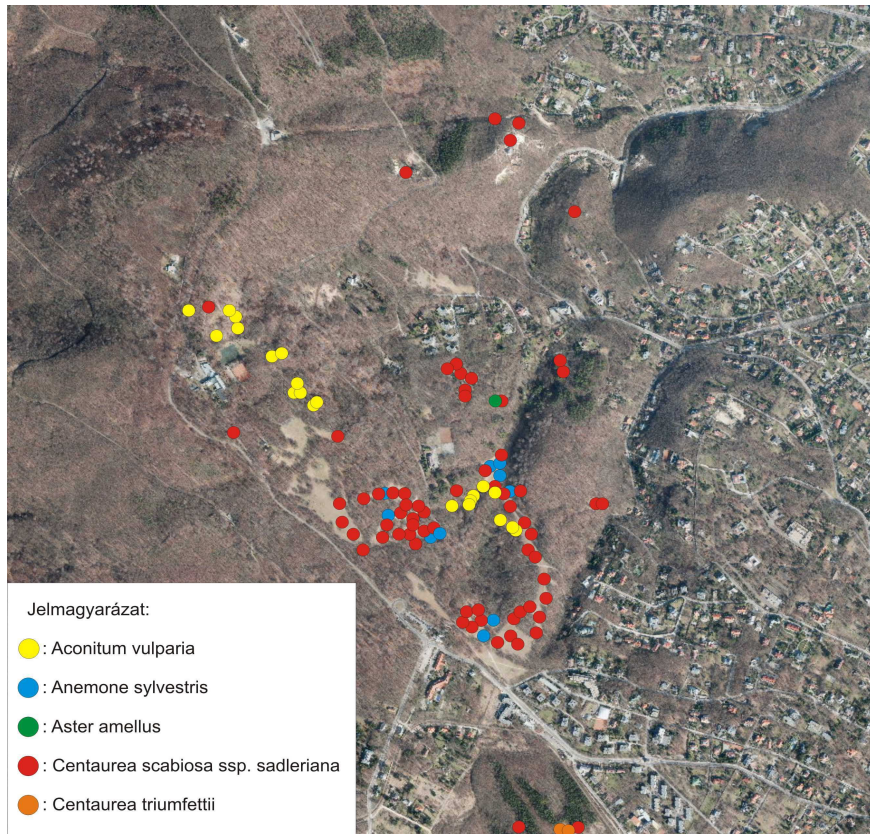 Jelmagyarázat:
: Aconitum vulparia
: Anemone sylvestris
: Aster amellus
: Centaurea scabiosa ssp. sadleriana
: Centaurea triumfettii